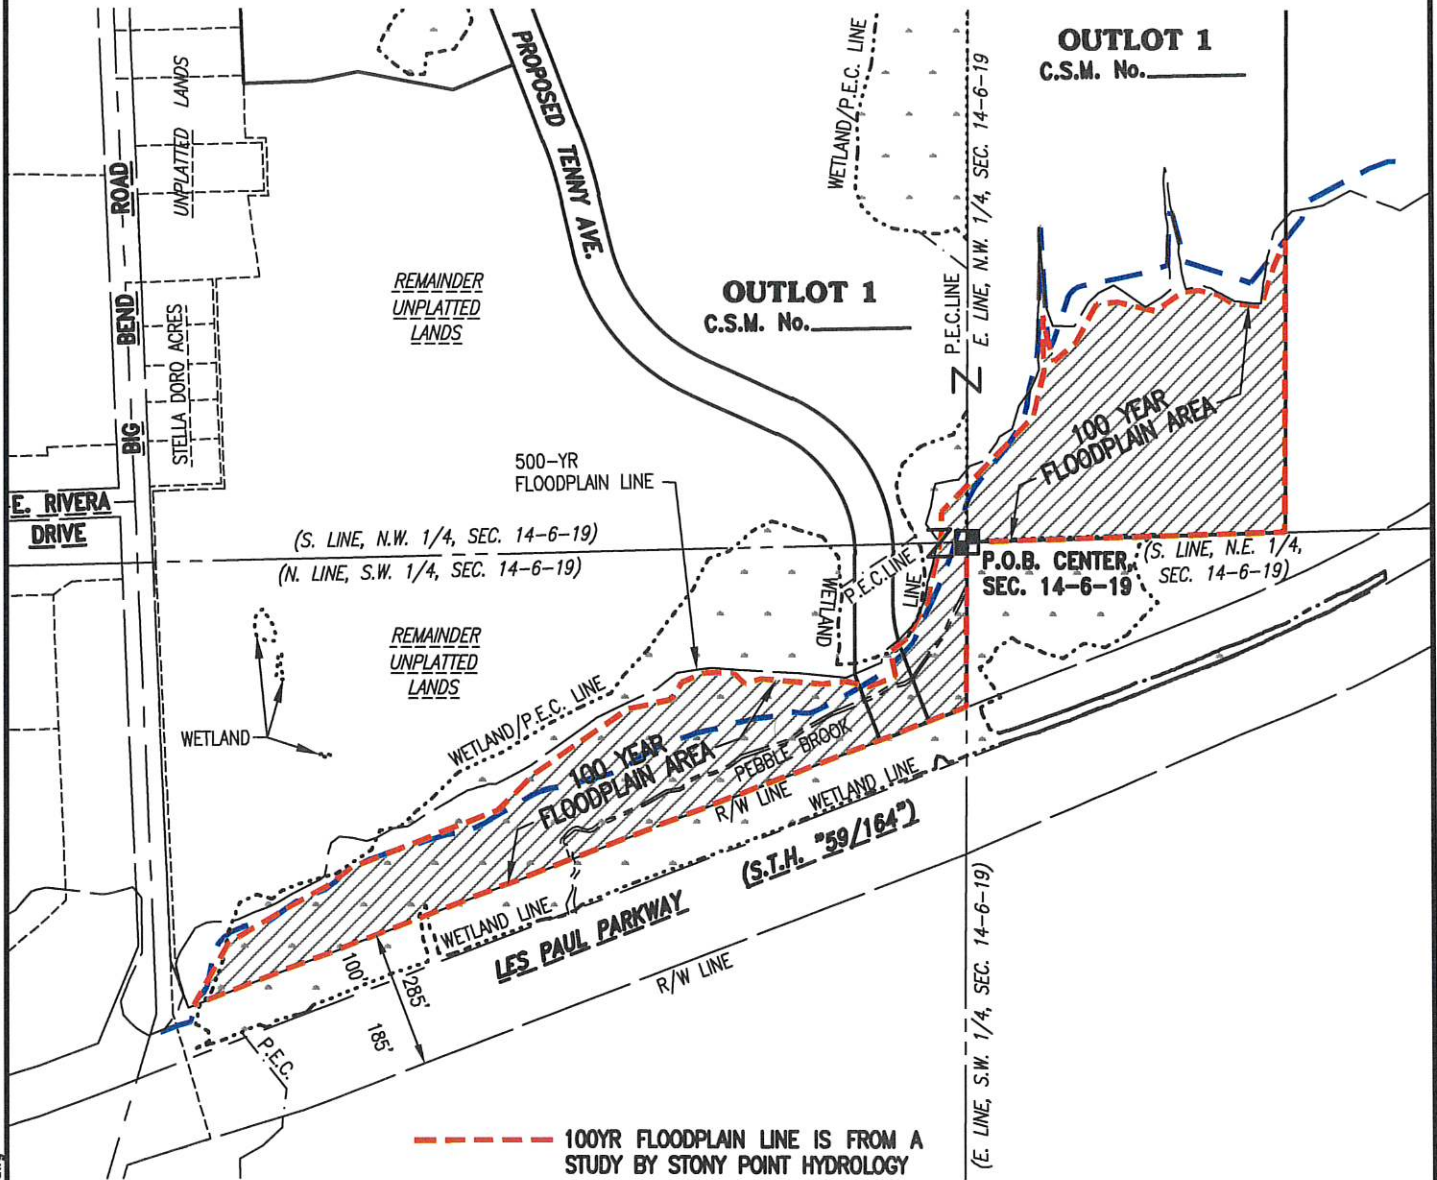 OUTLOT 1
C.S.M. No.
WETLAND/P.E.C. LINE
E. LINE, N.W. 1/4, SEC. 14-6-19
P.E.C.LINE
PROPOSED TENNY AVE.
UNPLATTED LANDS
BIG BEND ROAD
STELLA DORO ACRES
REMAINDER
UNPLATTED
LANDS
OUTLOT 1
C.S.M. No.
100 YEAR
FLOODPLAIN AREA
500-YR
FLOODPLAIN LINE
E. RIVERA
DRIVE
(S. LINE, N.W. 1/4, SEC. 14-6-19)
(N. LINE, S.W. 1/4, SEC. 14-6-19)
P.O.B. CENTER,
SEC. 14-6-19
(S. LINE, N.E. 1/4,
SEC. 14-6-19)
WETLAND
P.E.C.LINE
LINE
REMAINDER
UNPLATTED
LANDS
WETLAND
WETLAND/P.E.C. LINE
100 YEAR
FLOODPLAIN AREA
PEBBLE BROOK
R/W LINE
WETLAND LINE
(S.T.H. "59/164")
WETLAND LINE
LES PAUL PARKWAY
R/W LINE
100'
285'
185'
P.E.C.
(E. LINE, S.W. 1/4, SEC. 14-6-19)
100YR FLOODPLAIN LINE IS FROM A
STUDY BY STONY POINT HYDROLOGY